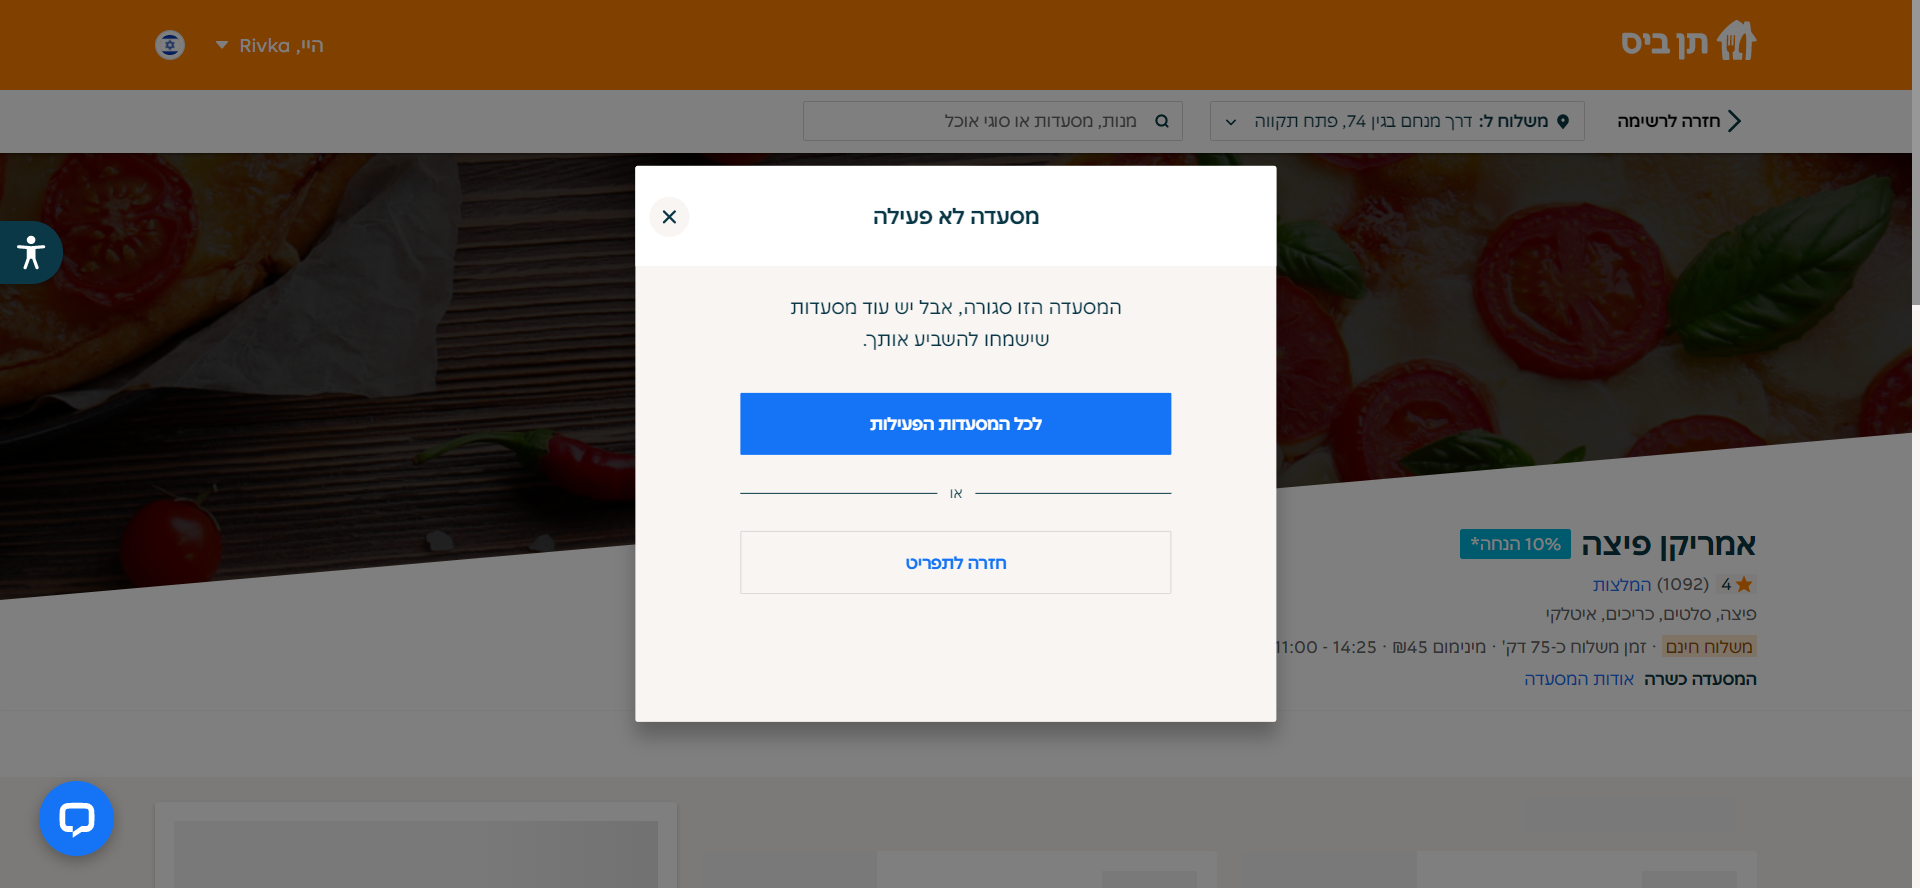 תן ביס
היי, Rivka
חזרה לרשימה
משלוח ל: דרך מנחם בגין 74, פתח תקווה
מנות, מסעדות או סוגי אוכל
מסעדה לא פעילה
המסעדה הזו סגורה, אבל יש עוד מסעדות
שישמחו להשביע אותך.
לכל המסעדות הפעילות
או
חזרה לתפריט
אמריקן פיצה 10% הנחה*
4 (1092) המלצות
פיצה, סלטים, כריכים, איטלקי
משלוח חינם · זמן משלוח כ-75 דק' · מינימום ₪45 · 11:00 - 14:25
המסעדה כשרה אודות המסעדה